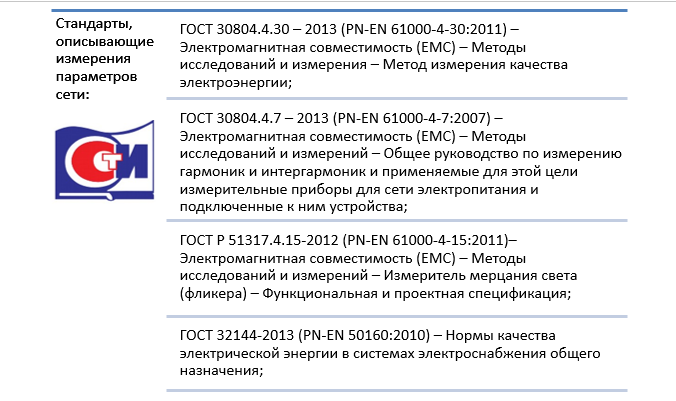 Стандарты,
описывающие
измерения
параметров
сети:
ССТИ
ГОСТ 30804.4.30 – 2013 (PN-EN 61000-4-30:2011) –
Электромагнитная совместимость (EMC) – Методы
исследований и измерения – Метод измерения качества
электроэнергии;
ГОСТ 30804.4.7 – 2013 (PN-EN 61000-4-7:2007) –
Электромагнитная совместимость (EMC) – Методы
исследований и измерений – Общее руководство по измерению
гармоник и интергармоник и применяемые для этой цели
измерительные приборы для сети электропитания и
подключенные к ним устройства;
ГОСТ Р 51317.4.15-2012 (PN-EN 61000-4-15:2011)–
Электромагнитная совместимость (EMC) – Методы
исследований и измерений – Измеритель мерцания света
(фликера) – Функциональная и проектная спецификация;
ГОСТ 32144-2013 (PN-EN 50160:2010) – Нормы качества
электрической энергии в системах электроснабжения общего
назначения;